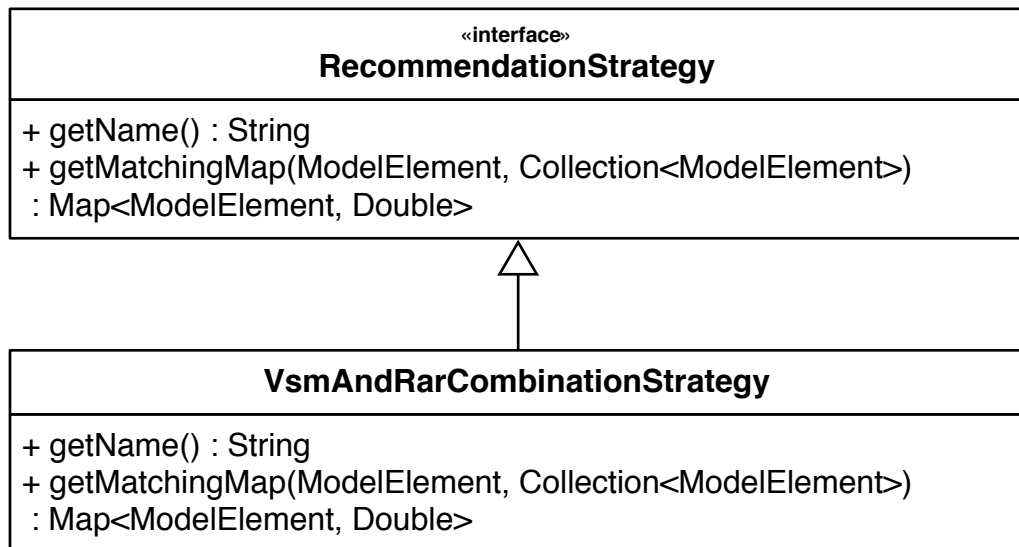 «interface»
RecommendationStrategy
+ getName() : String
+ getMatchingMap(ModelElement, Collection<ModelElement>)
: Map<ModelElement, Double>
VsmAndRarCombinationStrategy
+ getName() : String
+ getMatchingMap(ModelElement, Collection<ModelElement>)
: Map<ModelElement, Double>